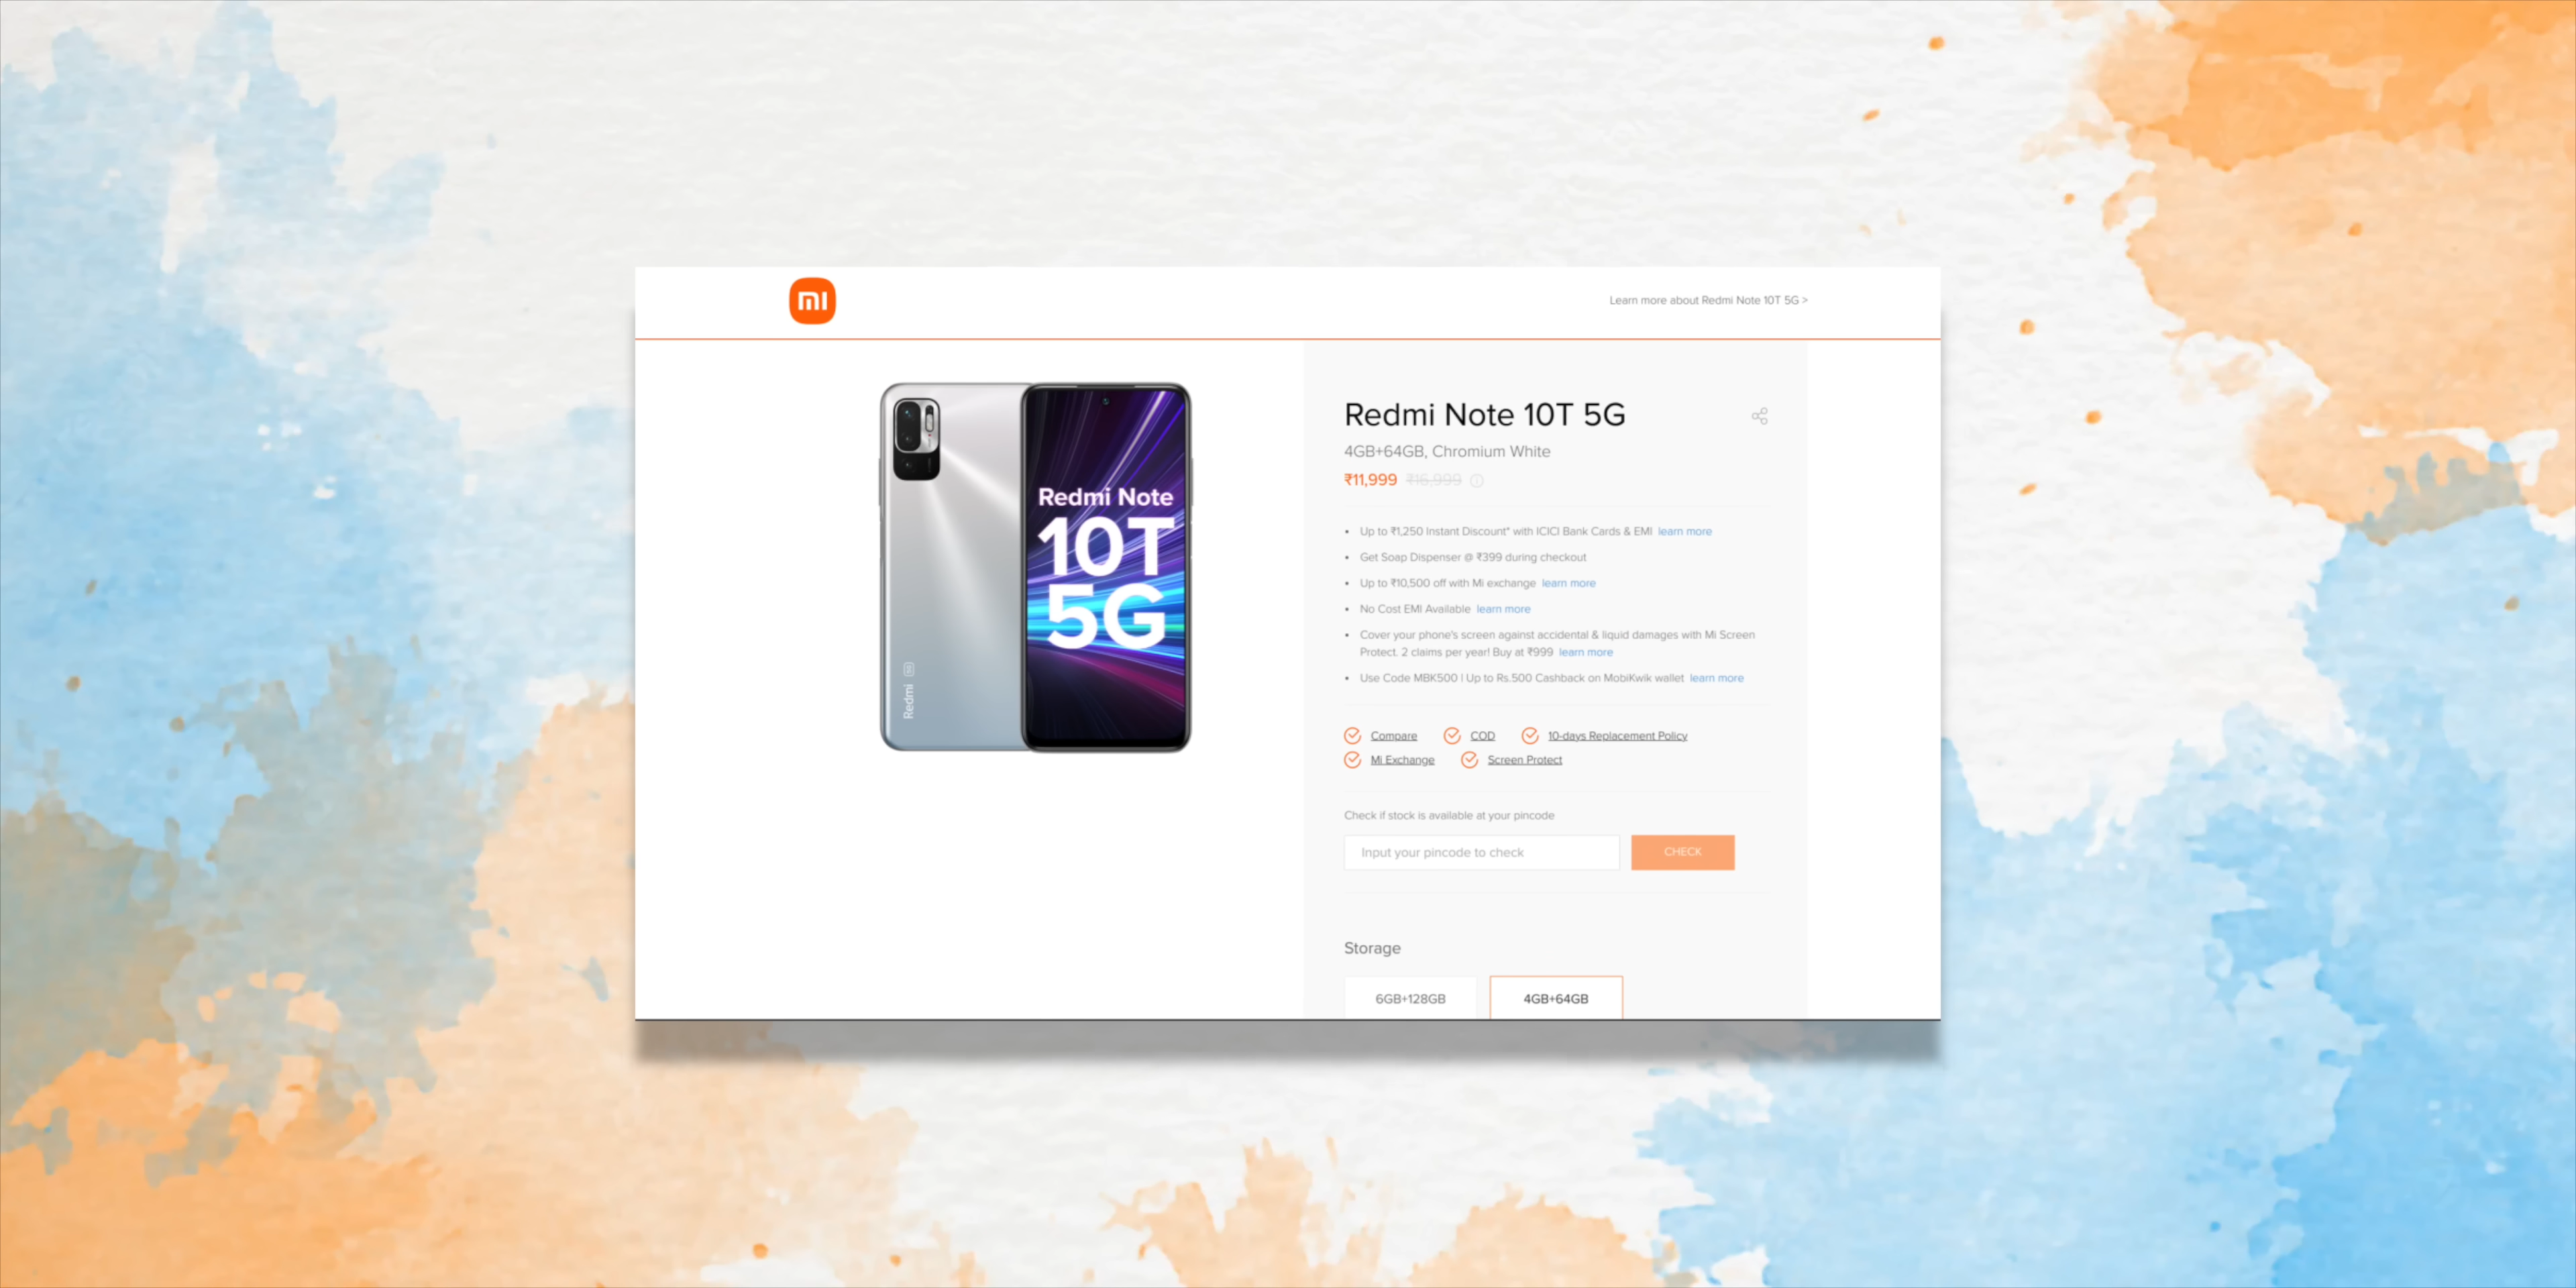 mi
Learn more about Redmi Note 10T 5G >
Redmi Note
10T
5G
Redmi 5G
Redmi Note 10T 5G
4GB+64GB, Chromium White
₹11,999 ₹16,999
Up to ₹1,250 Instant Discount* with ICICI Bank Cards & EMI learn more
Get Soap Dispenser @ ₹399 during checkout
Up to ₹10,500 off with Mi exchange learn more
No Cost EMI Available learn more
Cover your phone's screen against accidental & liquid damages with Mi Screen
Protect. 2 claims per year! Buy at ₹999 learn more
Use Code MBK500 | Up to Rs.500 Cashback on MobiKwik wallet learn more
Compare COD 10-days Replacement Policy
Mi Exchange Screen Protect
Check if stock is available at your pincode
Input your pincode to check CHECK
Storage
6GB+128GB 4GB+64GB